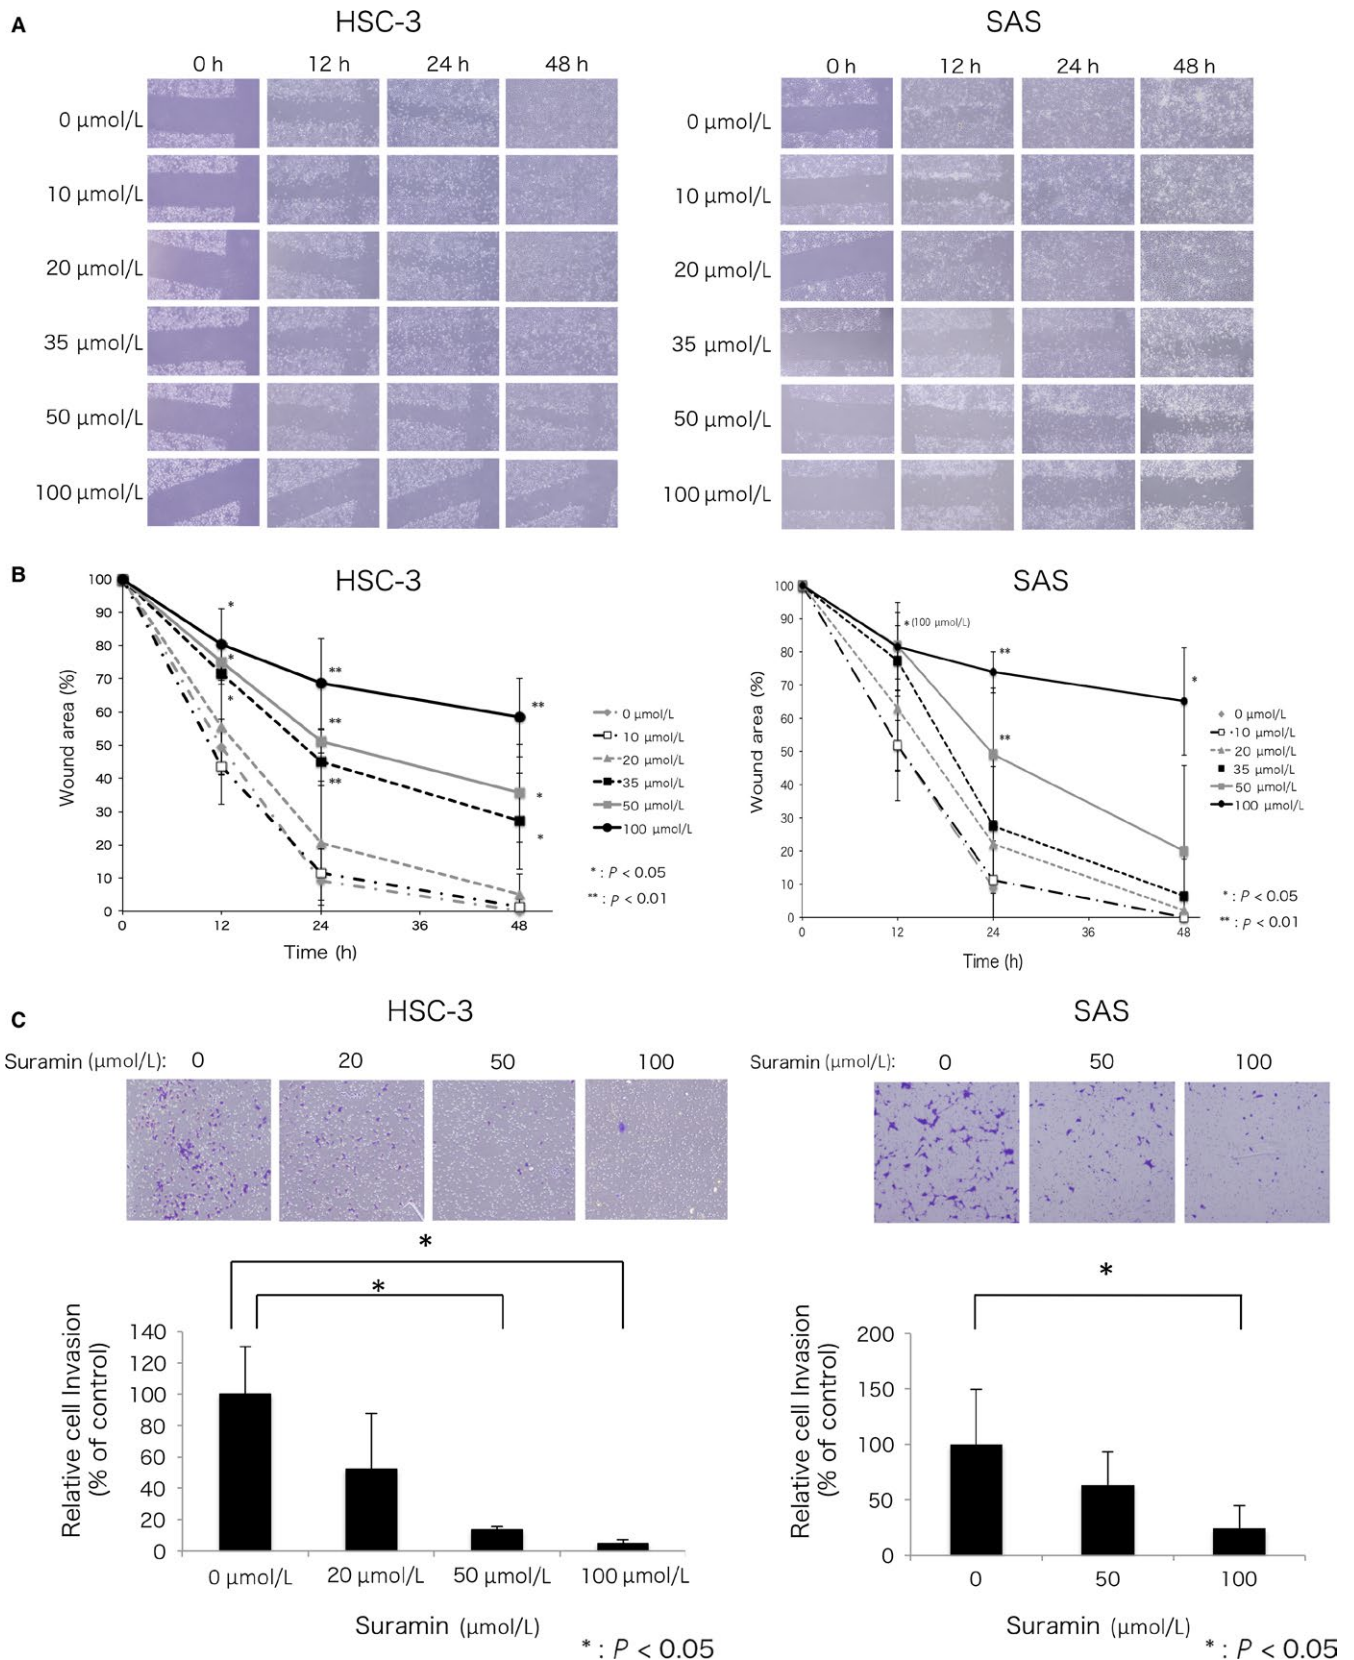 A
HSC-3
SAS
0 h 12 h 24 h 48 h
0 h 12 h 24 h 48 h
0 μmol/L
10 μmol/L
20 μmol/L
35 μmol/L
50 μmol/L
100 μmol/L
0 μmol/L
10 μmol/L
20 μmol/L
35 μmol/L
50 μmol/L
100 μmol/L
B
HSC-3
Wound area (%)
100
90
80
70
60
50
40
30
20
10
0
0 12 24 36 48
Time (h)
*
*
*
**
**
**
**
*
*
0 μmol/L
10 μmol/L
20 μmol/L
35 μmol/L
50 μmol/L
100 μmol/L
* : P < 0.05
** : P < 0.01
SAS
Wound area (%)
100
90
80
70
60
50
40
30
20
10
0
0 12 24 36 48
Time (h)
* (100 μmol/L)
**
**
*
0 μmol/L
10 μmol/L
20 μmol/L
35 μmol/L
50 μmol/L
100 μmol/L
* : P < 0.05
** : P < 0.01
C
HSC-3
Suramin (μmol/L): 0 20 50 100
*
*
Relative cell Invasion
(% of control)
140
120
100
80
60
40
20
0
0 μmol/L 20 μmol/L 50 μmol/L 100 μmol/L
Suramin (μmol/L)
* : P < 0.05
SAS
Suramin (μmol/L): 0 50 100
*
Relative cell Invasion
(% of control)
200
150
100
50
0
0 50 100
Suramin (μmol/L)
* : P < 0.05